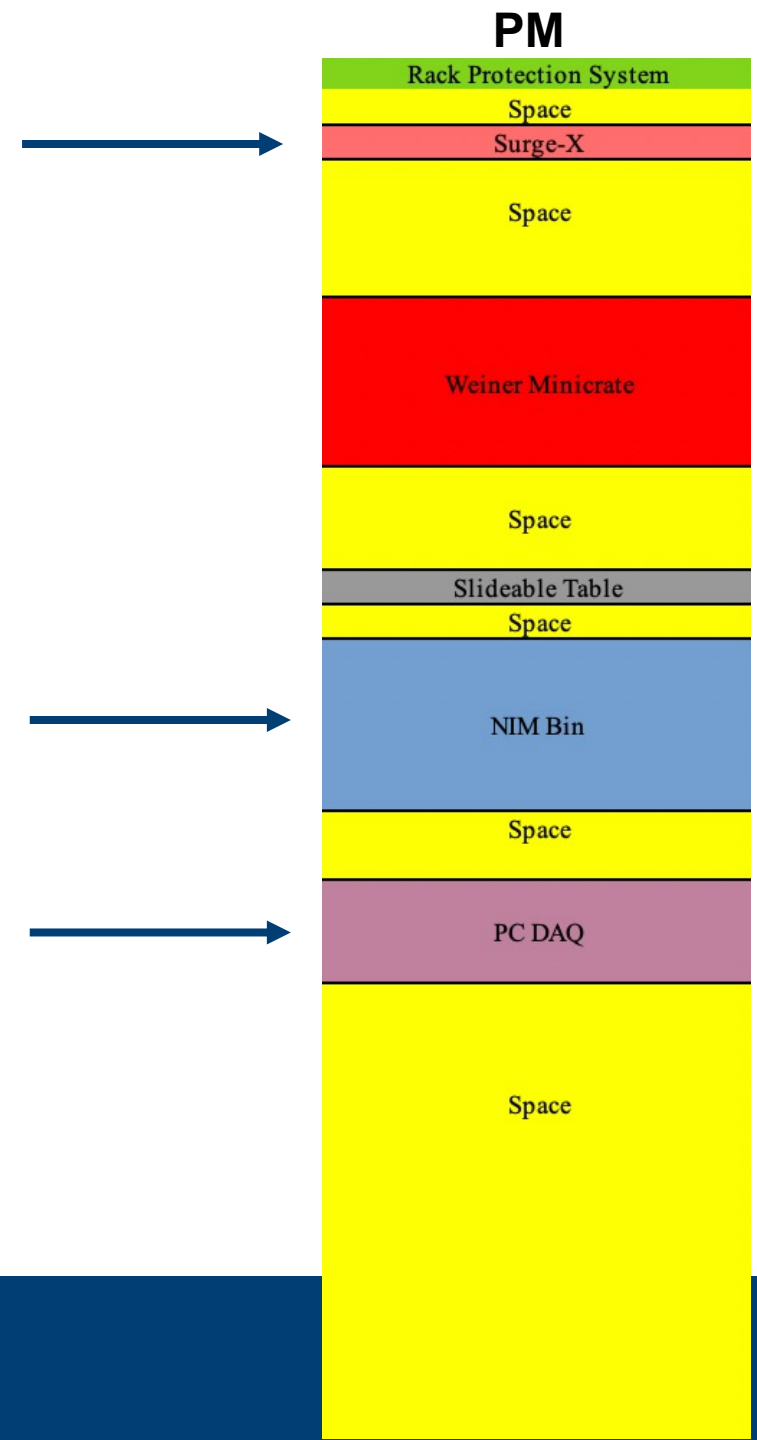 PM
Rack Protection System
Space
Surge-X
Space
Weiner Minicrate
Space
Slideable Table
Space
NIM Bin
Space
PC DAQ
Space